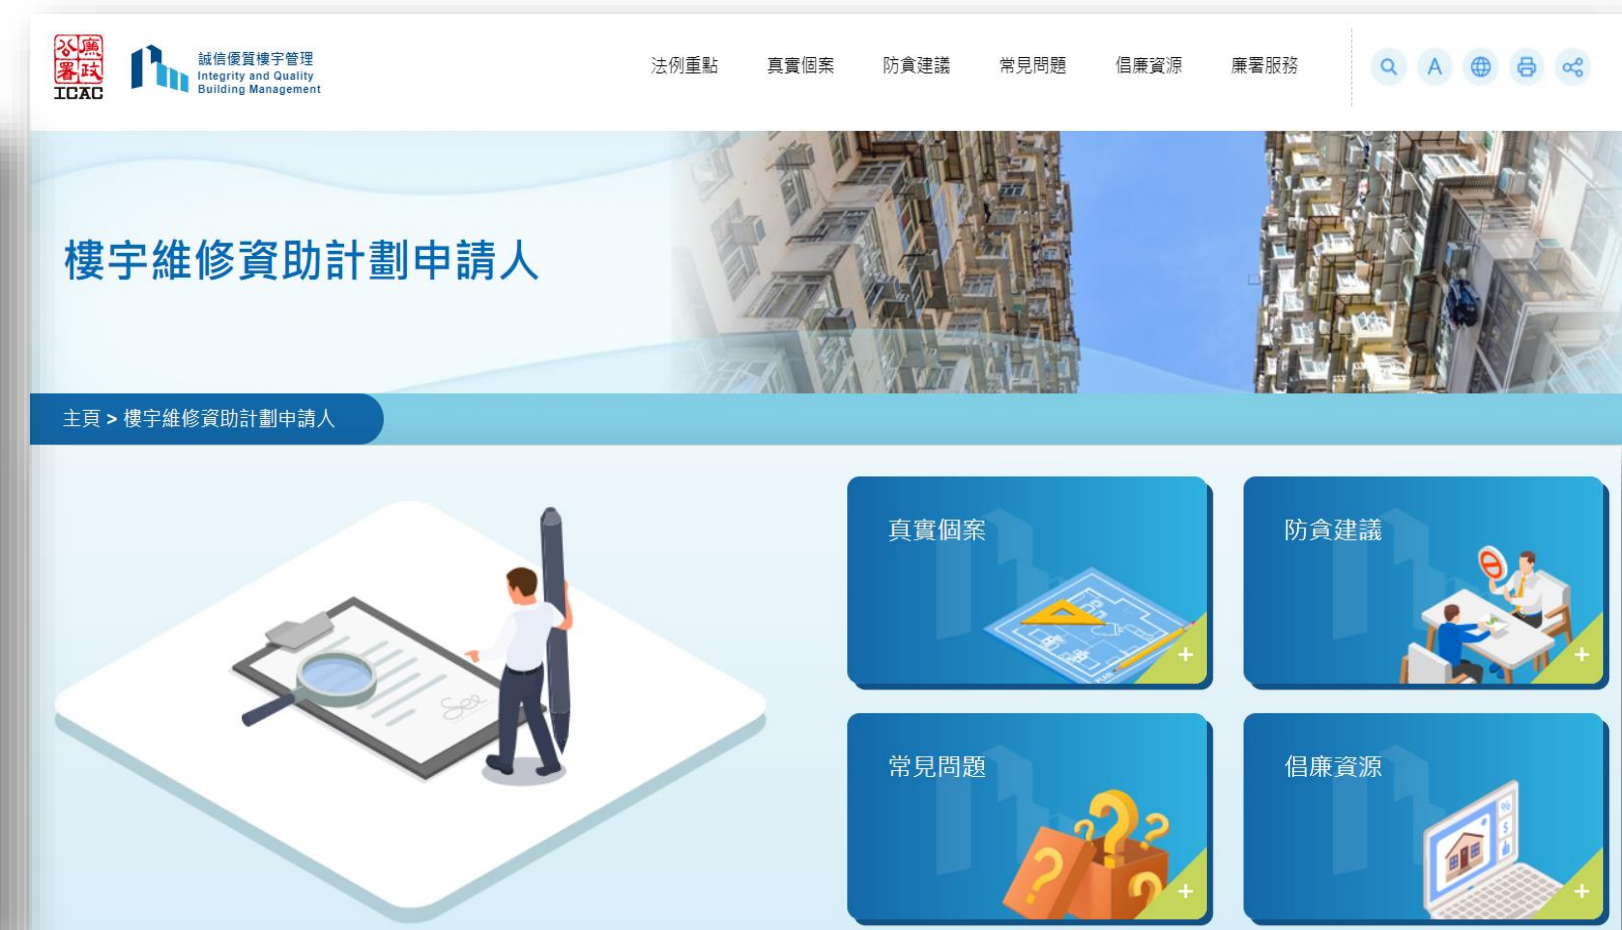 廉政公署
ICAC
誠信優質樓宇管理
Integrity and Quality
Building Management
法例重點
真實個案
防貪建議
常見問題
倡廉資源
廉署服務
A
樓宇維修資助計劃申請人
主頁 > 樓宇維修資助計劃申請人
真實個案
PLAN
+
防貪建議
+
常見問題
? ? ? ? ?
+
倡廉資源
%
$
+